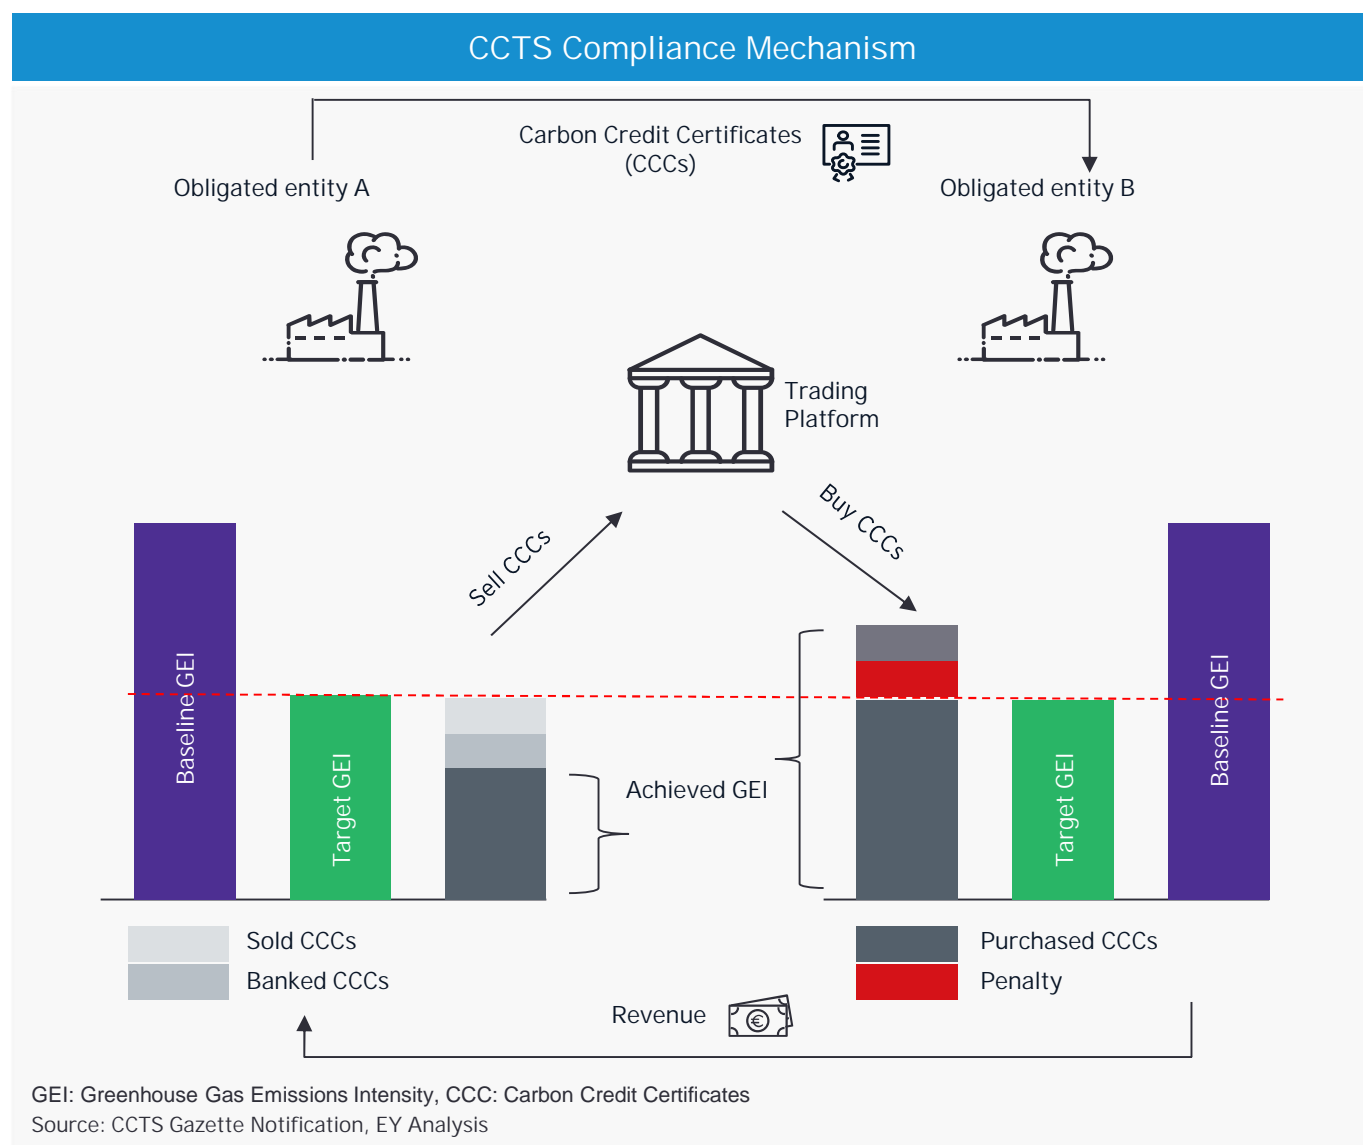 CCTS Compliance Mechanism
Carbon Credit Certificates
(CCCs)
Obligated entity A
Obligated entity B
Trading
Platform
Sell CCCs
Buy CCCs
Baseline GEI
Target GEI
Achieved GEI
Target GEI
Baseline GEI
Sold CCCs
Banked CCCs
Purchased CCCs
Penalty
Revenue
€
GEI: Greenhouse Gas Emissions Intensity, CCC: Carbon Credit Certificates
Source: CCTS Gazette Notification, EY Analysis